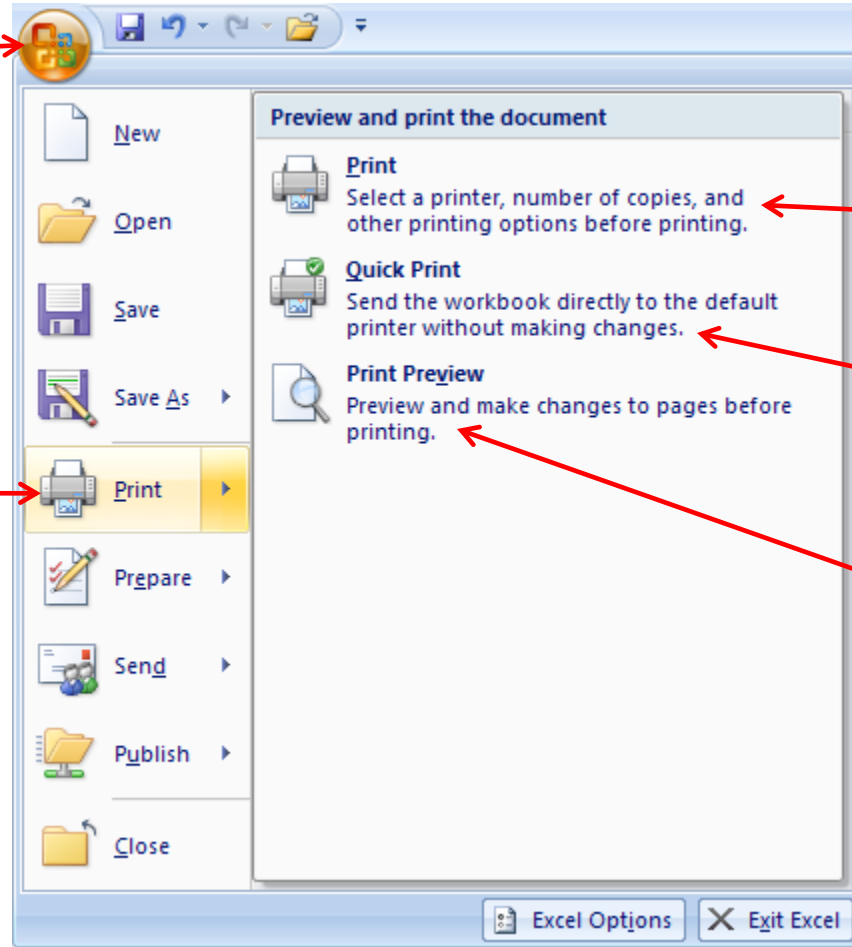 New
Open
Save
Save As
Print
Prepare
Send
Publish
Close
Preview and print the document
Print
Select a printer, number of copies, and
other printing options before printing.
Quick Print
Send the workbook directly to the default
printer without making changes.
Print Preview
Preview and make changes to pages before
printing.
Excel Options
Exit Excel